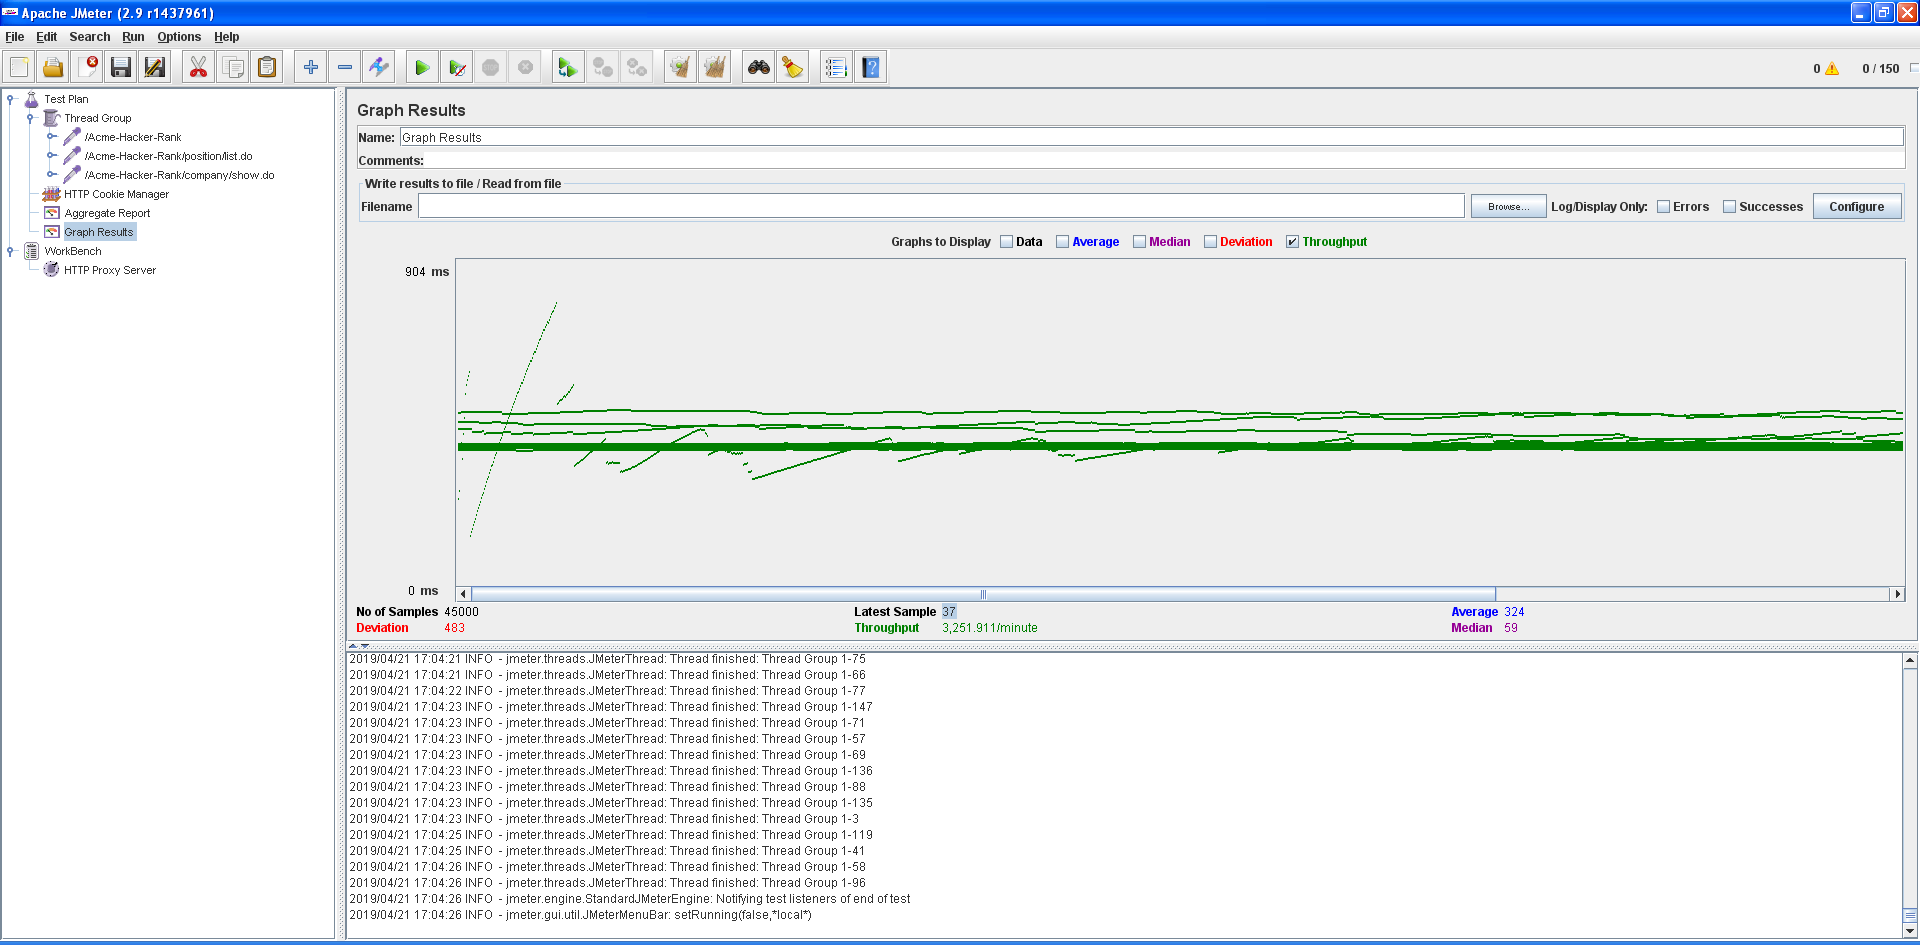 Apache JMeter (2.9 r1437961)
File Edit Search Run Options Help
0 0 / 150
Test Plan
Thread Group
/Acme-Hacker-Rank
/Acme-Hacker-Rank/position/list.do
/Acme-Hacker-Rank/company/show.do
HTTP Cookie Manager
Aggregate Report
Graph Results
WorkBench
HTTP Proxy Server
Graph Results
Name: Graph Results
Comments:
Write results to file / Read from file
Filename Browse... Log/Display Only: Errors Successes Configure
Graphs to Display Data Average Median Deviation Throughput
904 ms
0 ms
No of Samples 45000 Latest Sample 37 Average 324
Deviation 483 Throughput 3,251.911/minute Median 59
2019/04/21 17:04:21 INFO - jmeter.threads.JMeterThread: Thread finished: Thread Group 1-75
2019/04/21 17:04:21 INFO - jmeter.threads.JMeterThread: Thread finished: Thread Group 1-66
2019/04/21 17:04:22 INFO - jmeter.threads.JMeterThread: Thread finished: Thread Group 1-77
2019/04/21 17:04:23 INFO - jmeter.threads.JMeterThread: Thread finished: Thread Group 1-147
2019/04/21 17:04:23 INFO - jmeter.threads.JMeterThread: Thread finished: Thread Group 1-71
2019/04/21 17:04:23 INFO - jmeter.threads.JMeterThread: Thread finished: Thread Group 1-57
2019/04/21 17:04:23 INFO - jmeter.threads.JMeterThread: Thread finished: Thread Group 1-69
2019/04/21 17:04:23 INFO - jmeter.threads.JMeterThread: Thread finished: Thread Group 1-136
2019/04/21 17:04:23 INFO - jmeter.threads.JMeterThread: Thread finished: Thread Group 1-88
2019/04/21 17:04:23 INFO - jmeter.threads.JMeterThread: Thread finished: Thread Group 1-135
2019/04/21 17:04:23 INFO - jmeter.threads.JMeterThread: Thread finished: Thread Group 1-3
2019/04/21 17:04:25 INFO - jmeter.threads.JMeterThread: Thread finished: Thread Group 1-119
2019/04/21 17:04:25 INFO - jmeter.threads.JMeterThread: Thread finished: Thread Group 1-41
2019/04/21 17:04:26 INFO - jmeter.threads.JMeterThread: Thread finished: Thread Group 1-58
2019/04/21 17:04:26 INFO - jmeter.threads.JMeterThread: Thread finished: Thread Group 1-96
2019/04/21 17:04:26 INFO - jmeter.engine.StandardJMeterEngine: Notifying test listeners of end of test
2019/04/21 17:04:26 INFO - jmeter.gui.util.JMeterMenuBar: setRunning(false,*local*)